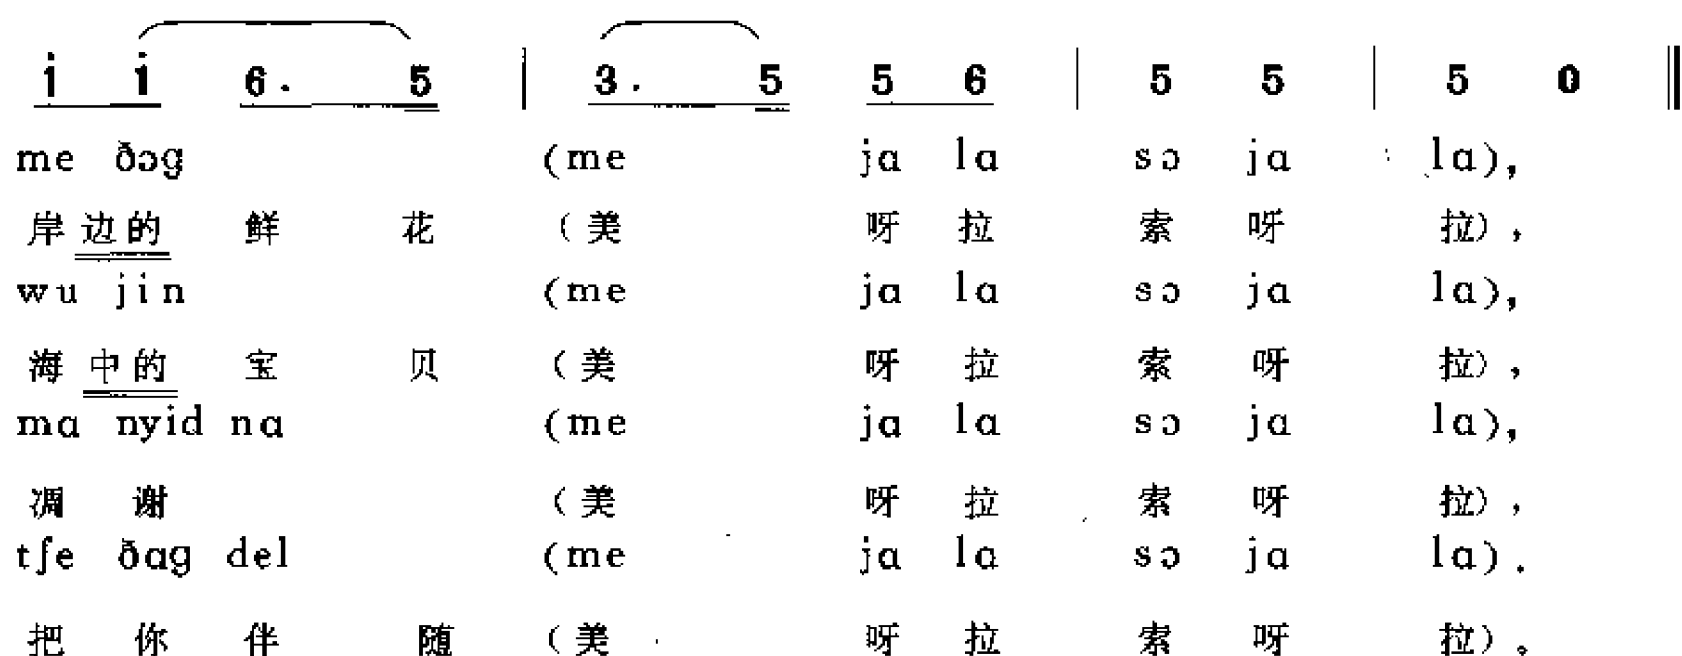 i i 6. 5 | 3. 5 5 6 | 5 5 | 5 0 ‖
me ðɔg (me ja la sɔ ja la),
岸边的鲜花(美呀拉索呀拉),
wu jin (me ja la sɔ ja la),
海中的宝贝(美呀拉索呀拉),
ma nyid na (me ja la sɔ ja la),
凋谢(美呀拉索呀拉),
tʃe ðag del (me ja la sɔ ja la).
把你伴随(美呀拉索呀拉)。